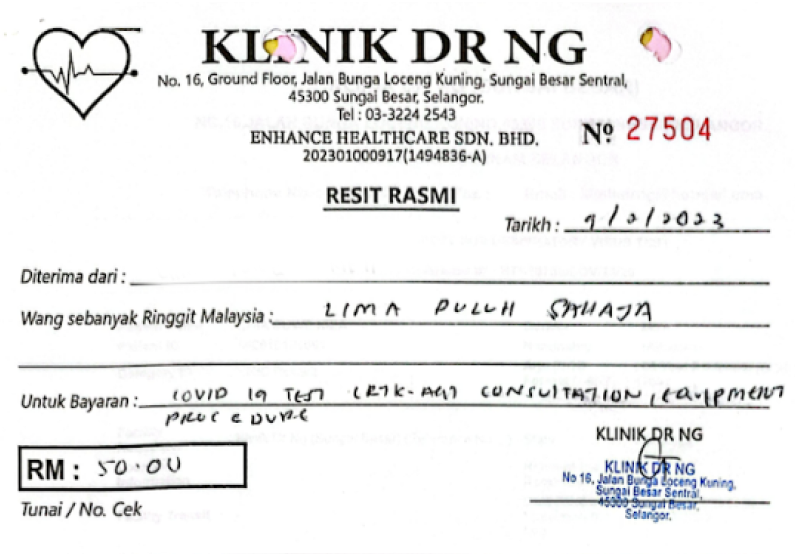 KLINIK DR NG
No. 16, Ground Floor, Jalan Bunga Loceng Kuning, Sungai Besar Sentral,
45300 Sungai Besar, Selangor.
Tel : 03-3224 2543
ENHANCE HEALTHCARE SDN. BHD.
202301000917(1494836-A)
Nº 27504
RESIT RASMI
Tarikh : 9/2/2023
Diterima dari :
Wang sebanyak Ringgit Malaysia : LIMA PULUH SAHAJA
Untuk Bayaran : COVID 19 TEST (RTK-AG) CONSULTATION, EQUIPMENT
PROCEDURE
KLINIK DR NG
RM : 50.00
KLINIK DR NG
No 16, Jalan Bunga Loceng Kuning,
Sungai Besar Sentral,
45300 Sungai Besar,
Selangor.
Tunai / No. Cek